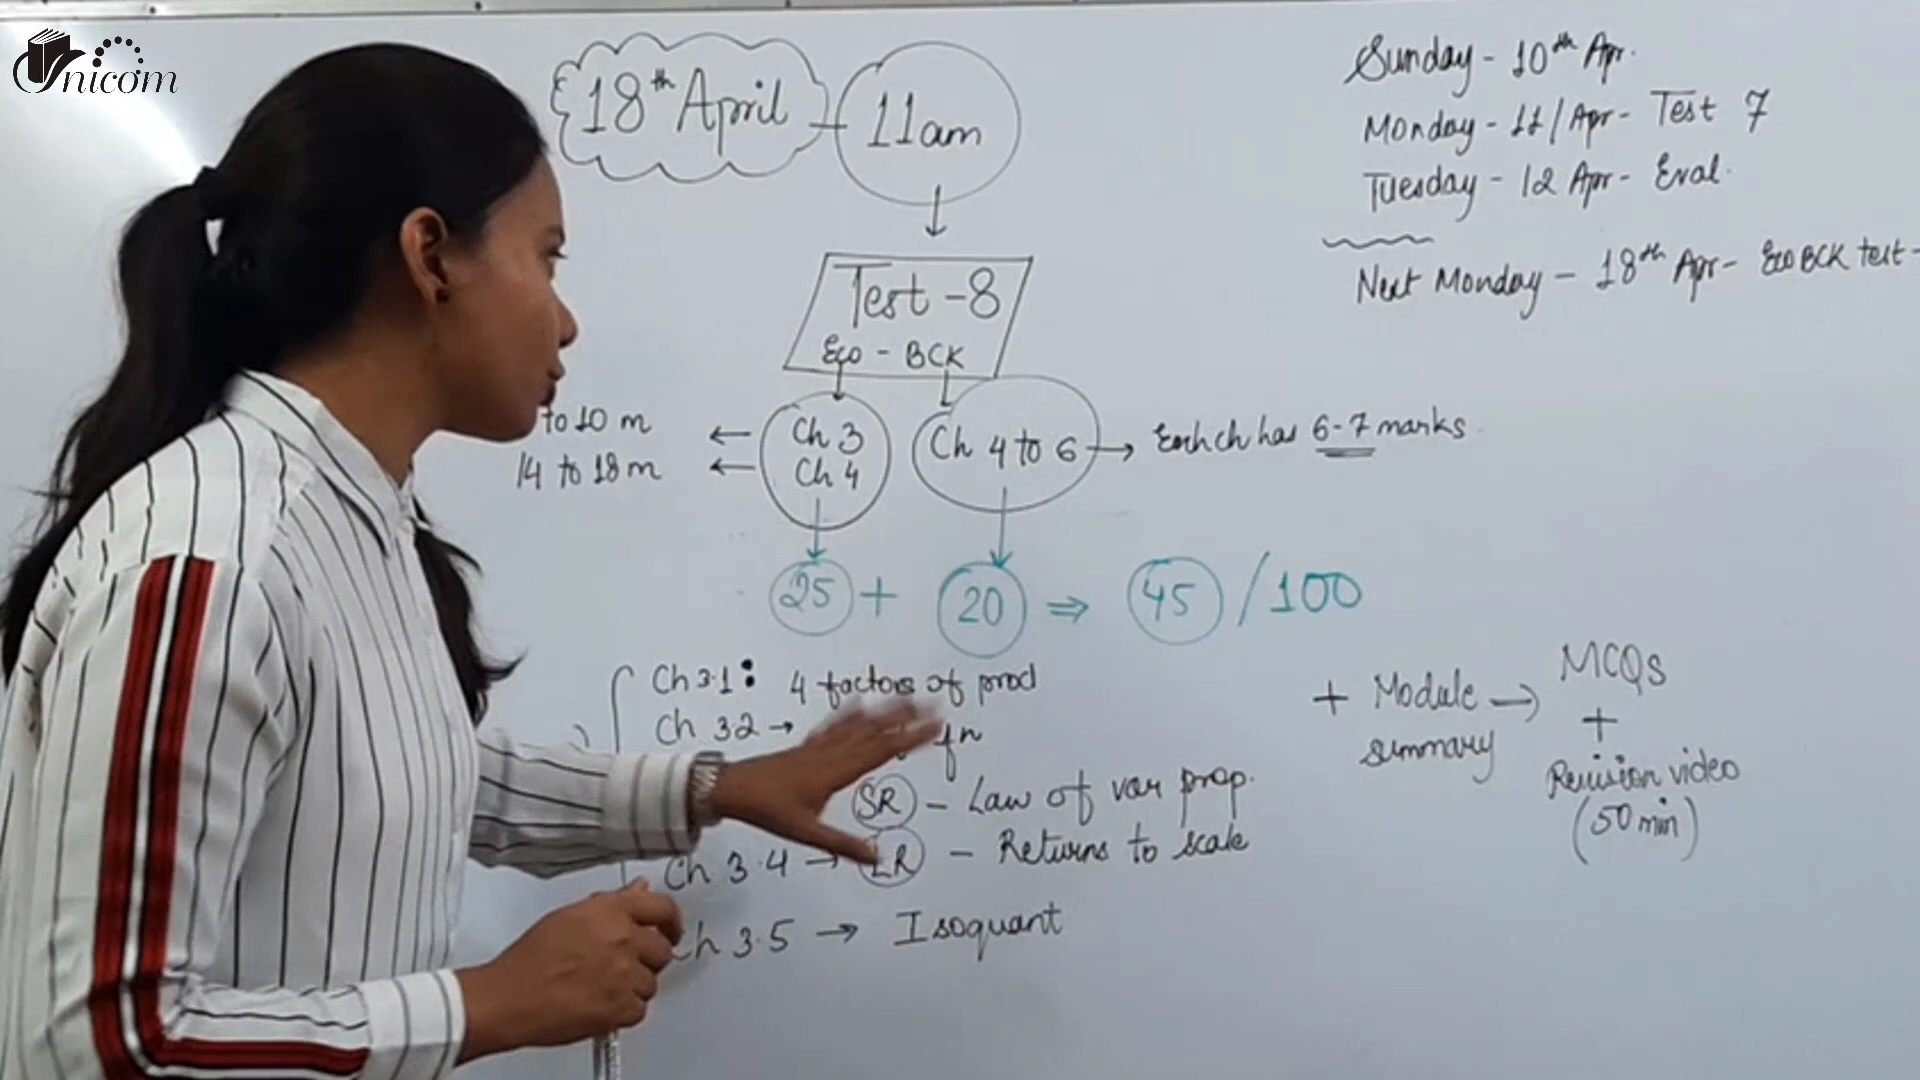 Unicom
18th April - 11am
Test - 8
Eco - BCK
to 10 m ← Ch 3
14 to 18 m ← Ch 4
Ch 4 to 6 → Each ch has 6-7 marks
25 + 20 ⇒ 45 / 100
Ch 3.1: 4 factors of prod
Ch 3.2 → fn
SR - Law of var prop.
Ch 3.4 → LR - Returns to scale
Ch 3.5 → Isoquant
Sunday - 10th Apr.
Monday - 11/Apr - Test 7
Tuesday - 12 Apr - Eval.
Next Monday - 18th Apr - Eco BCK test -
+ Module → MCQs
summary
+
Revision video
(50 min)